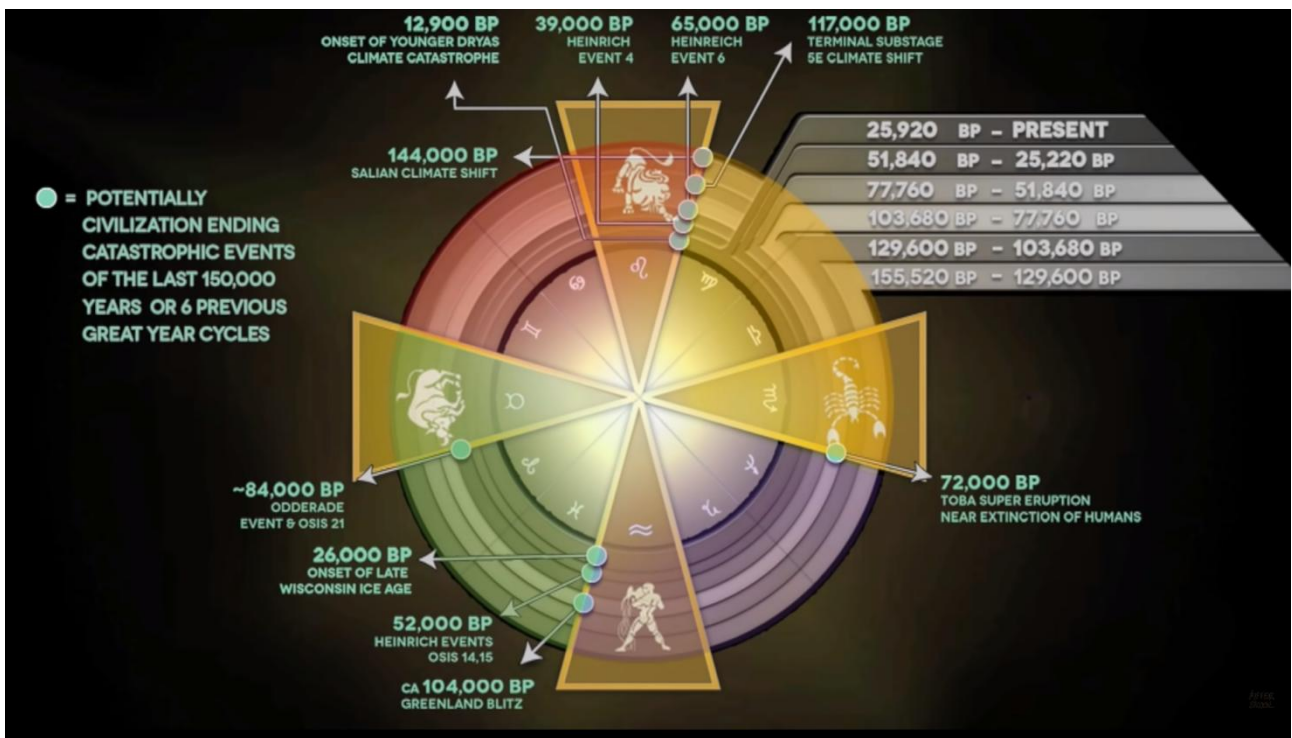 12,900 BP
ONSET OF YOUNGER DRYAS
CLIMATE CATASTROPHE
39,000 BP
HEINRICH
EVENT 4
65,000 BP
HEINREICH
EVENT 6
117,000 BP
TERMINAL SUBSTAGE
5E CLIMATE SHIFT
144,000 BP
SALIAN CLIMATE SHIFT
25,920 BP – PRESENT
51,840 BP – 25,220 BP
77,760 BP – 51,840 BP
103,680 BP – 77,760 BP
129,600 BP – 103,680 BP
155,520 BP – 129,600 BP
= POTENTIALLY
CIVILIZATION ENDING
CATASTROPHIC EVENTS
OF THE LAST 150,000
YEARS OR 6 PREVIOUS
GREAT YEAR CYCLES
~84,000 BP
ODDERADE
EVENT & OSIS 21
72,000 BP
TOBA SUPER ERUPTION
NEAR EXTINCTION OF HUMANS
26,000 BP
ONSET OF LATE
WISCONSIN ICE AGE
52,000 BP
HEINRICH EVENTS
OSIS 14,15
CA 104,000 BP
GREENLAND BLITZ